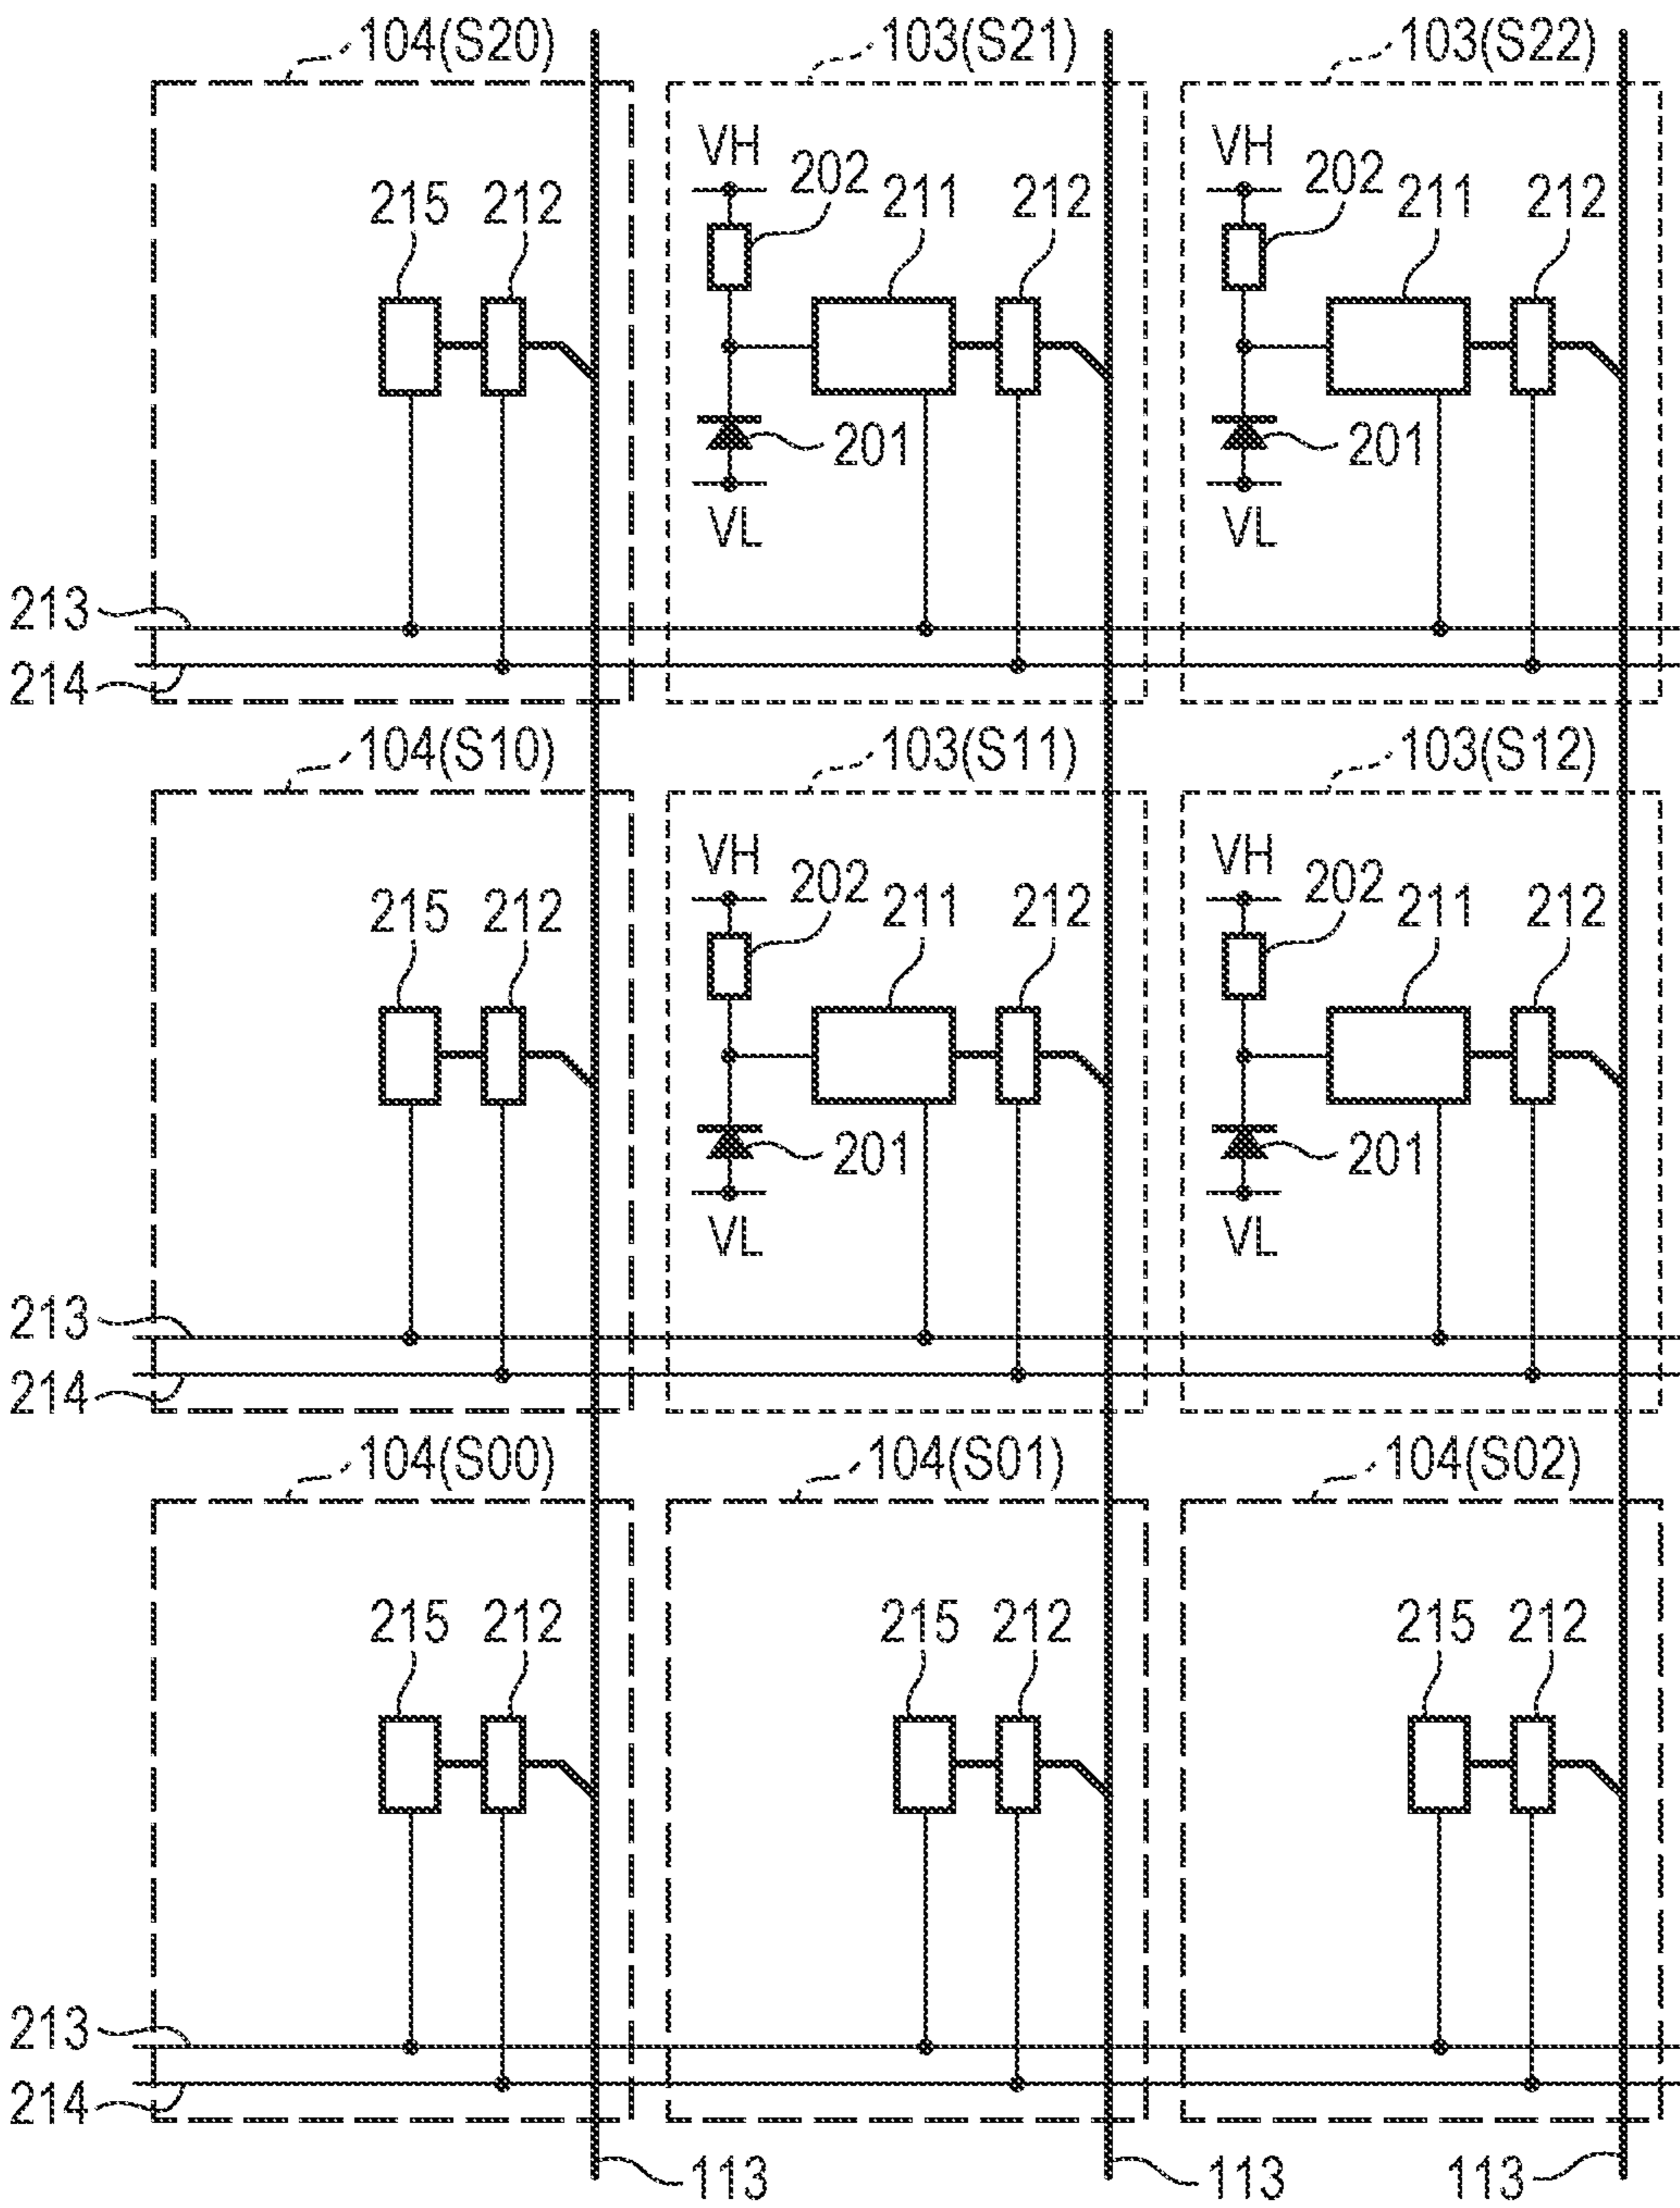 104(S20) 103(S21) 103(S22)
VH VH
202 202
215 212 211 212 211 212
201 201
VL VL
213
214
104(S10) 103(S11) 103(S12)
VH VH
202 202
215 212 211 212 211 212
201 201
VL VL
213
214
104(S00) 104(S01) 104(S02)
215 212 215 212 215 212
213
214
113 113 113